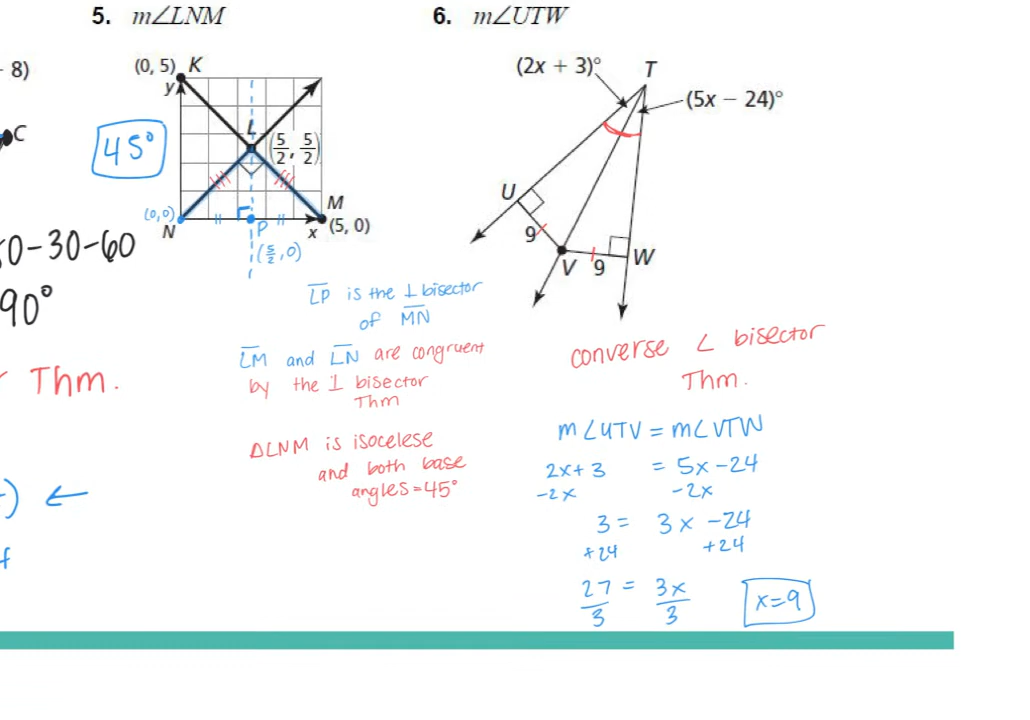 5. m∠LNM
6. m∠UTW
- 8)
C
(0, 5) K
y
45°
L
(5/2, 5/2)
M
(5, 0)
(0,0)
N
P
x
(5/2, 0)
(2x + 3)°
T
(5x − 24)°
U
9
V
9
W
0-30-60
90°
Thm.
LP is the ⊥ bisector
of MN
LM and LN are congruent
by the ⊥ bisector
Thm
ΔLNM is isocelese
and both base
angles=45°
converse ∠ bisector
Thm.
m∠UTV = m∠VTW
2x+3 = 5x-24
-2x -2x
3 = 3x -24
+24 +24
27/3 = 3x/3
x=9